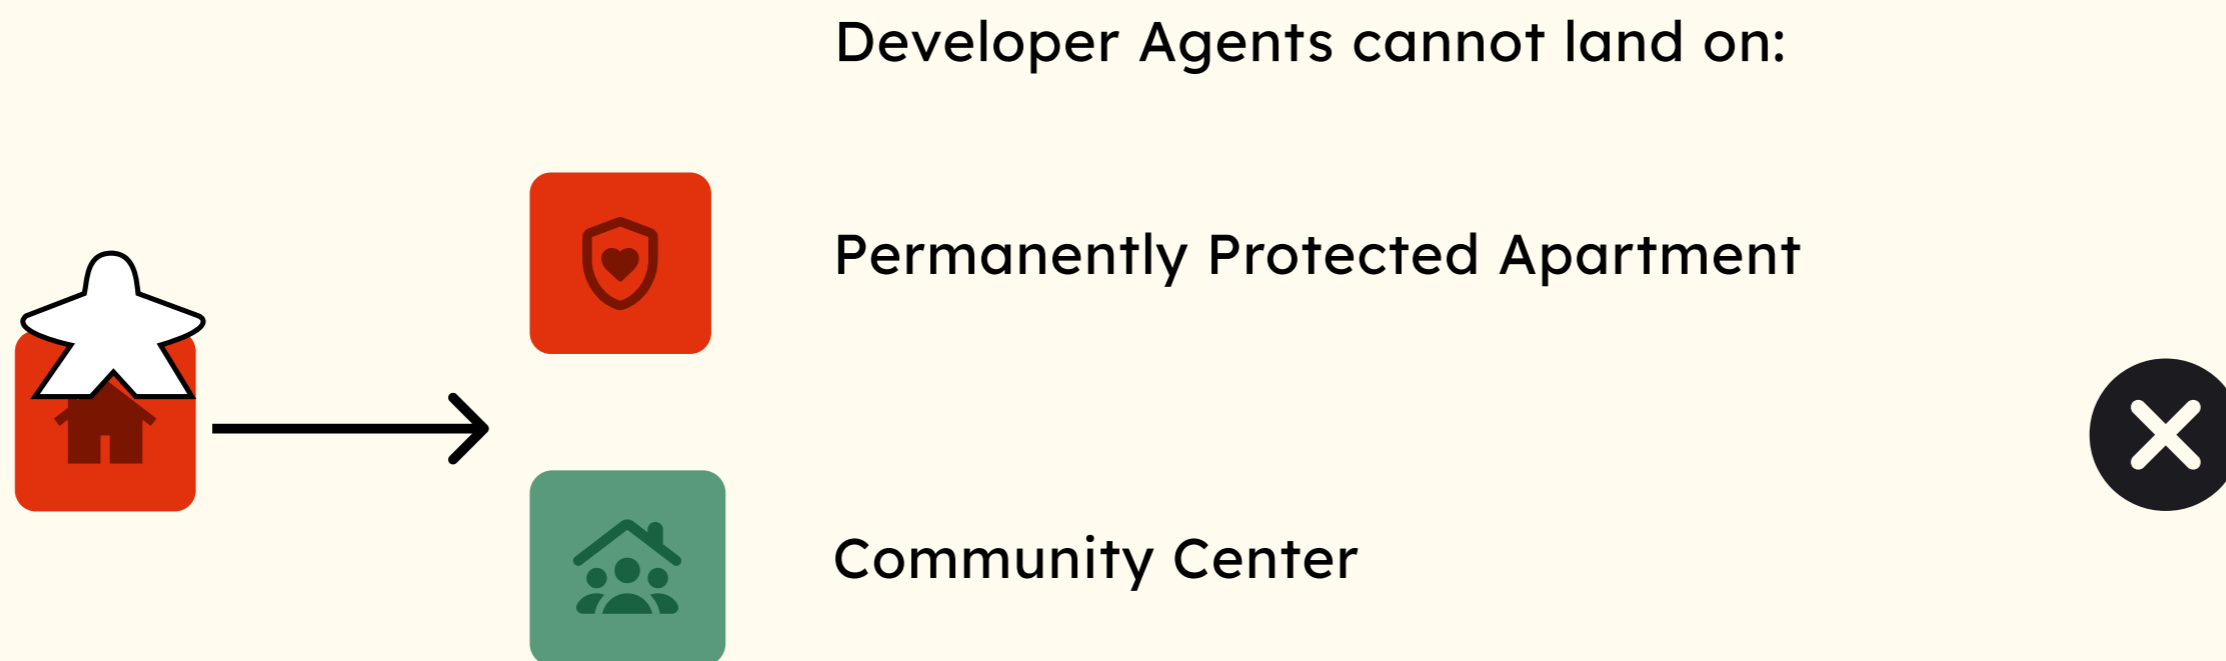 Developer Agents cannot land on:
Permanently Protected Apartment
Community Center